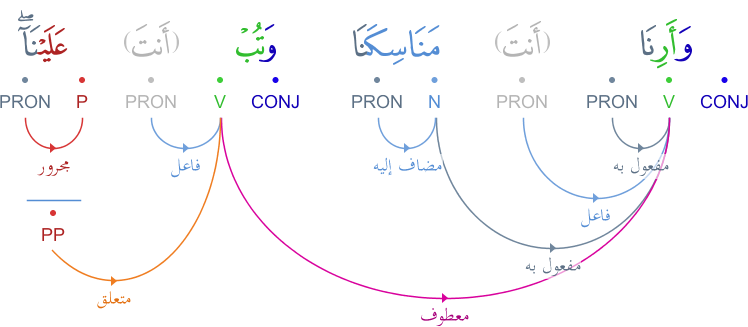 وَأَرِنَا (أَنتَ) مَنَاسِكَنَا وَتُبۡ (أَنتَ) عَلَيۡنَآۖ
CONJ V PRON PRON N PRON CONJ V PRON P PRON
مفعول به مضاف إليه فاعل مجرور
فاعل
PP
مفعول به
متعلق
معطوف